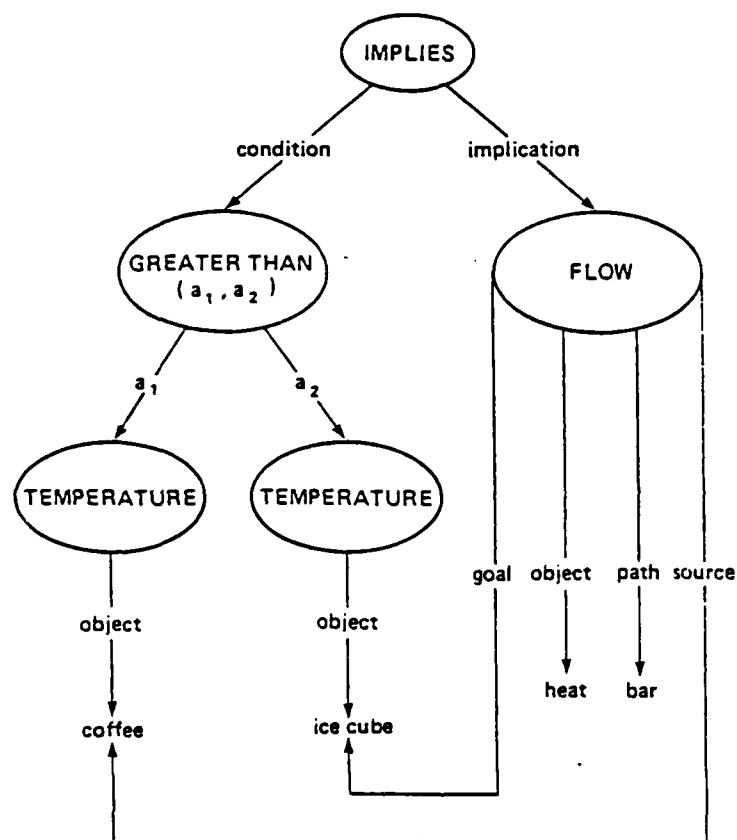 IMPLIES
condition
implication
GREATER THAN
( a₁ , a₂ )
FLOW
a₁
a₂
TEMPERATURE
TEMPERATURE
goal
object
path
source
object
object
heat
bar
coffee
ice cube